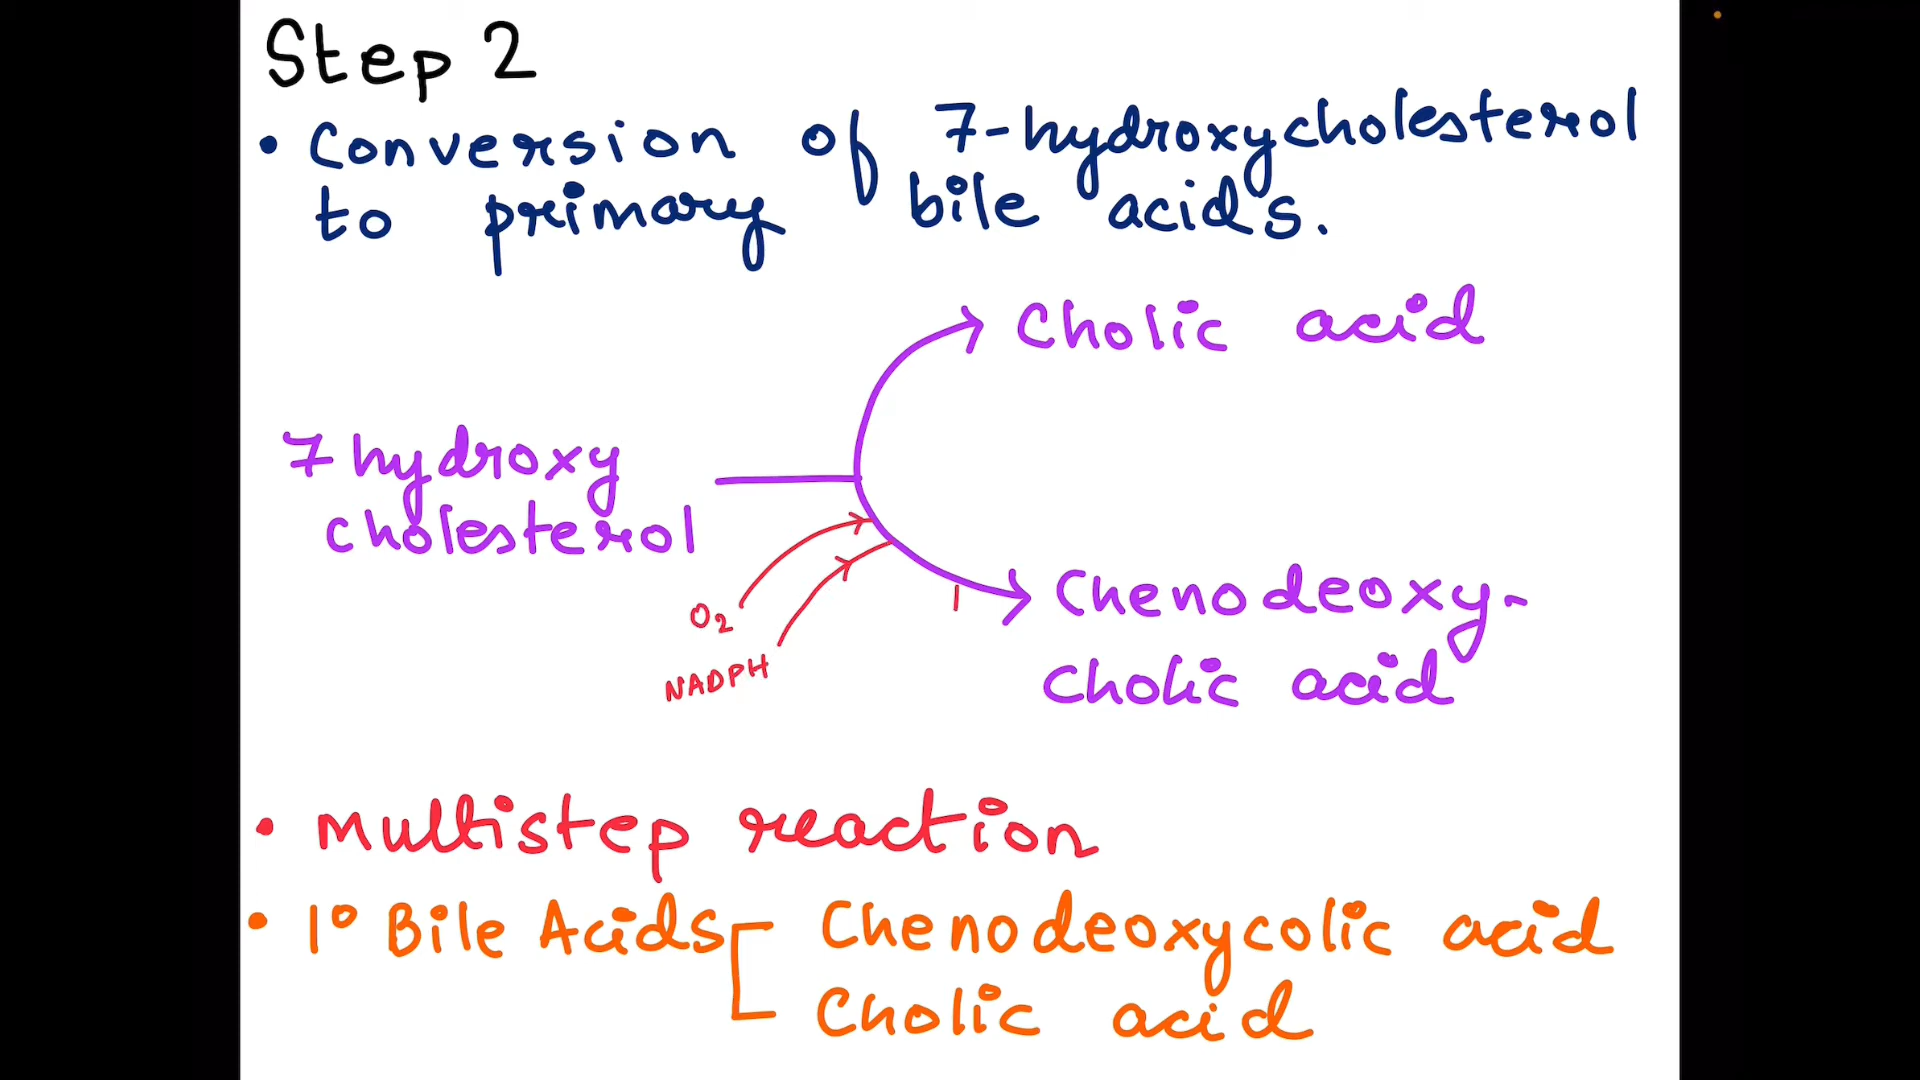 Step 2
• Conversion of 7-hydroxycholesterol
to primary bile acids.
Cholic acid
7 hydroxy
cholesterol
O₂
NADPH
Chenodeoxy-
Cholic acid
• Multistep reaction
• 1° Bile Acids [ Chenodeoxycolic acid
Cholic acid